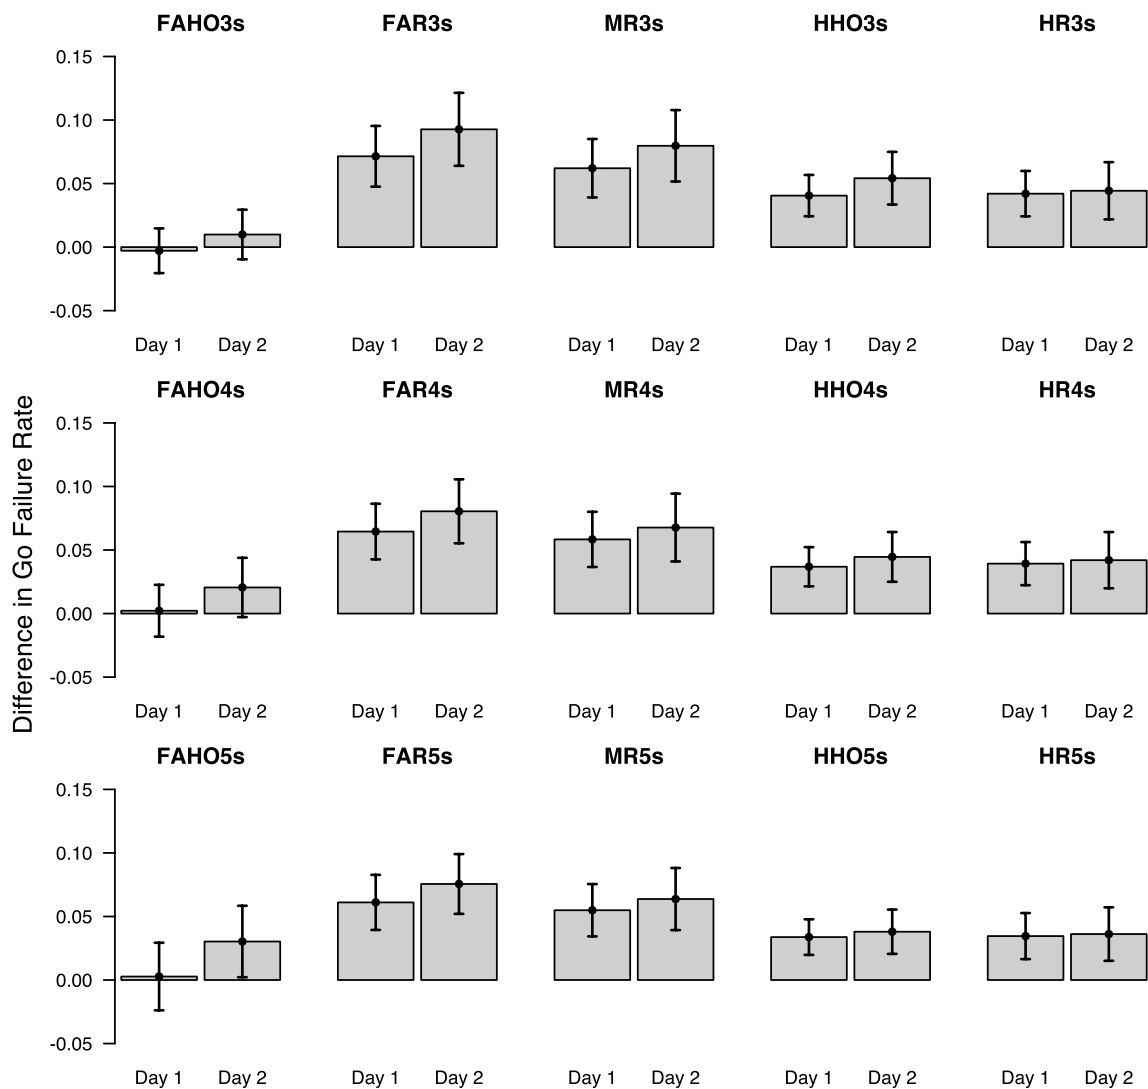 FAHO3s FAR3s MR3s HHO3s HR3s
0.15
0.10
0.05
0.00
-0.05
Day 1 Day 2 Day 1 Day 2 Day 1 Day 2 Day 1 Day 2 Day 1 Day 2
Difference in Go Failure Rate
FAHO4s FAR4s MR4s HHO4s HR4s
0.15
0.10
0.05
0.00
-0.05
Day 1 Day 2 Day 1 Day 2 Day 1 Day 2 Day 1 Day 2 Day 1 Day 2
FAHO5s FAR5s MR5s HHO5s HR5s
0.15
0.10
0.05
0.00
-0.05
Day 1 Day 2 Day 1 Day 2 Day 1 Day 2 Day 1 Day 2 Day 1 Day 2